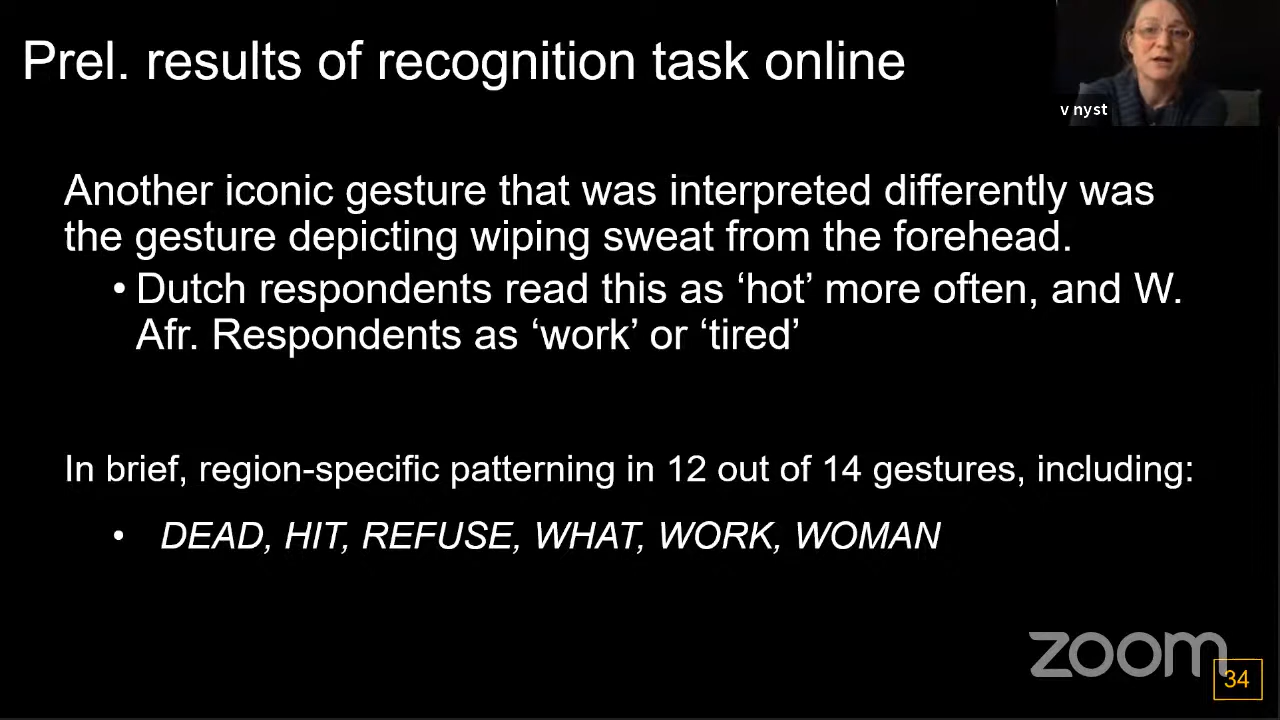 Prel. results of recognition task online
v nyst
Another iconic gesture that was interpreted differently was
the gesture depicting wiping sweat from the forehead.
• Dutch respondents read this as ‘hot’ more often, and W.
Afr. Respondents as ‘work’ or ‘tired’
In brief, region-specific patterning in 12 out of 14 gestures, including:
• DEAD, HIT, REFUSE, WHAT, WORK, WOMAN
zoom
34